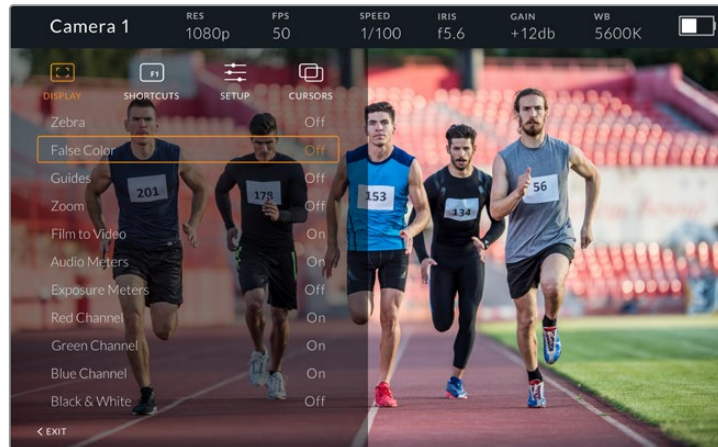 Camera 1
RES FPS SPEED IRIS GAIN WB
1080p 50 1/100 f5.6 +12db 5600K
F1
DISPLAY SHORTCUTS SETUP CURSORS
Zebra Off
False Color Off
Guides Off
Zoom Off
Film to Video On
Audio Meters On
Exposure Meters Off
Red Channel On
Green Channel On
Blue Channel On
Black & White Off
< EXIT
201
178
153
134
56